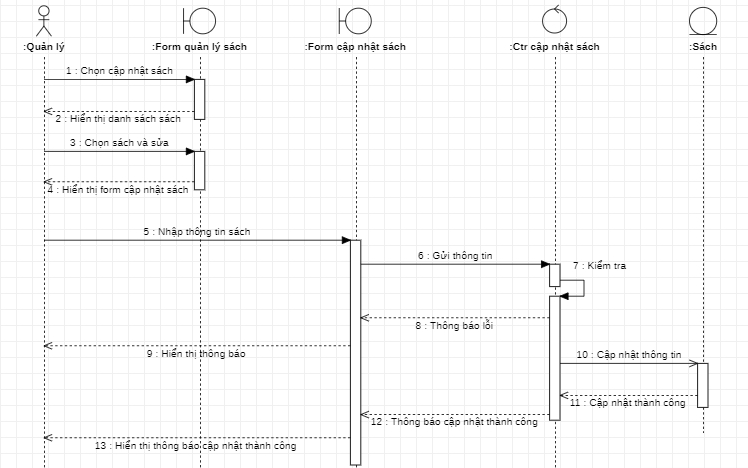 :Quản lý
:Form quản lý sách
:Form cập nhật sách
:Ctr cập nhật sách
:Sách
1 : Chọn cập nhật sách
2 : Hiển thị danh sách sách
3 : Chọn sách và sửa
4 : Hiển thị form cập nhật sách
5 : Nhập thông tin sách
6 : Gửi thông tin
7 : Kiểm tra
8 : Thông báo lỗi
9 : Hiển thị thông báo
10 : Cập nhật thông tin
11 : Cập nhật thành công
12 : Thông báo cập nhật thành công
13 : Hiển thị thông báo cập nhật thành công